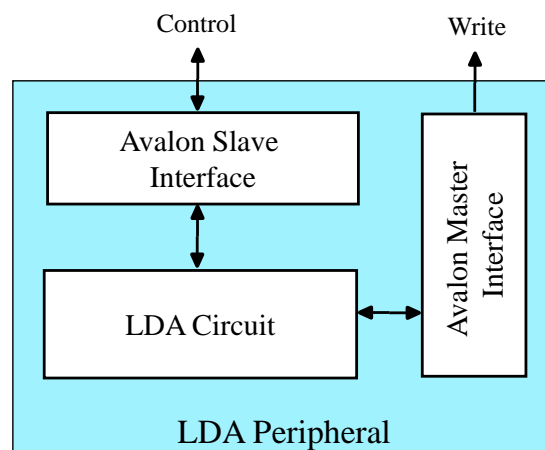 Control
Write
Avalon Slave
Interface
Avalon Master
Interface
LDA Circuit
LDA Peripheral